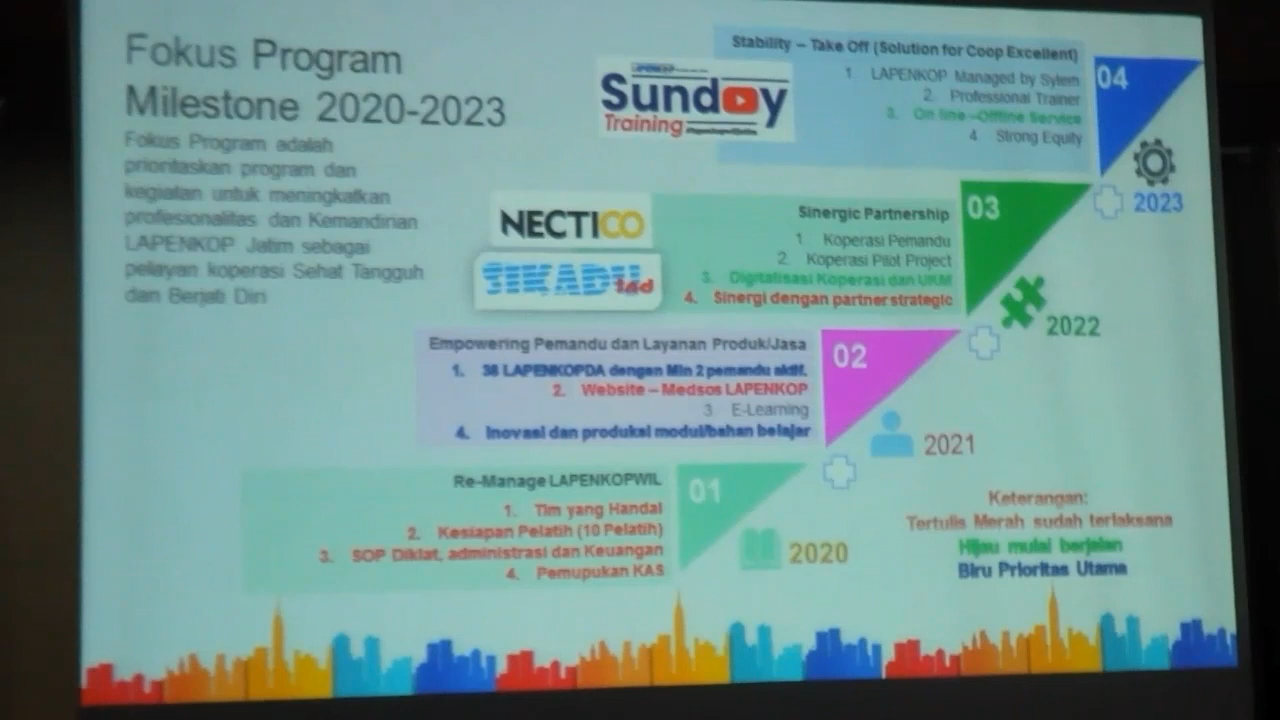 Fokus Program
Milestone 2020-2023
Fokus Program adalah
prioritaskan program dan
kegiatan untuk meningkatkan
profesionalitas dan Kemandirian
LAPENKOP Jatim sebagai
pelayan koperasi Sehat Tangguh
dan Berjati Diri
Sunday
Training
Stability – Take Off (Solution for Coop Excellent)
1. LAPENKOP Managed by Sytem
2. Professional Trainer
3. On line –Offline Service
4. Strong Equity
04
2023
NECTICO
SIKADU
Sinergic Partnership
1. Koperasi Pemandu
2. Koperasi Pilot Project
3. Digitalisasi Koperasi dan UKM
4. Sinergi dengan partner strategic
03
2022
Empowering Pemandu dan Layanan Produk/Jasa
1. 38 LAPENKOPDA dengan Min 2 pemandu aktif.
2. Website – Medsos LAPENKOP
3. E-Learning
4. Inovasi dan produksi modul/bahan belajar
02
2021
Re-Manage LAPENKOPWIL
1. Tim yang Handal
2. Kesiapan Pelatih (10 Pelatih)
3. SOP Diklat, administrasi dan Keuangan
4. Pemupukan KAS
01
2020
Keterangan:
Tertulis Merah sudah terlaksana
Hijau mulai berjalan
Biru Prioritas Utama